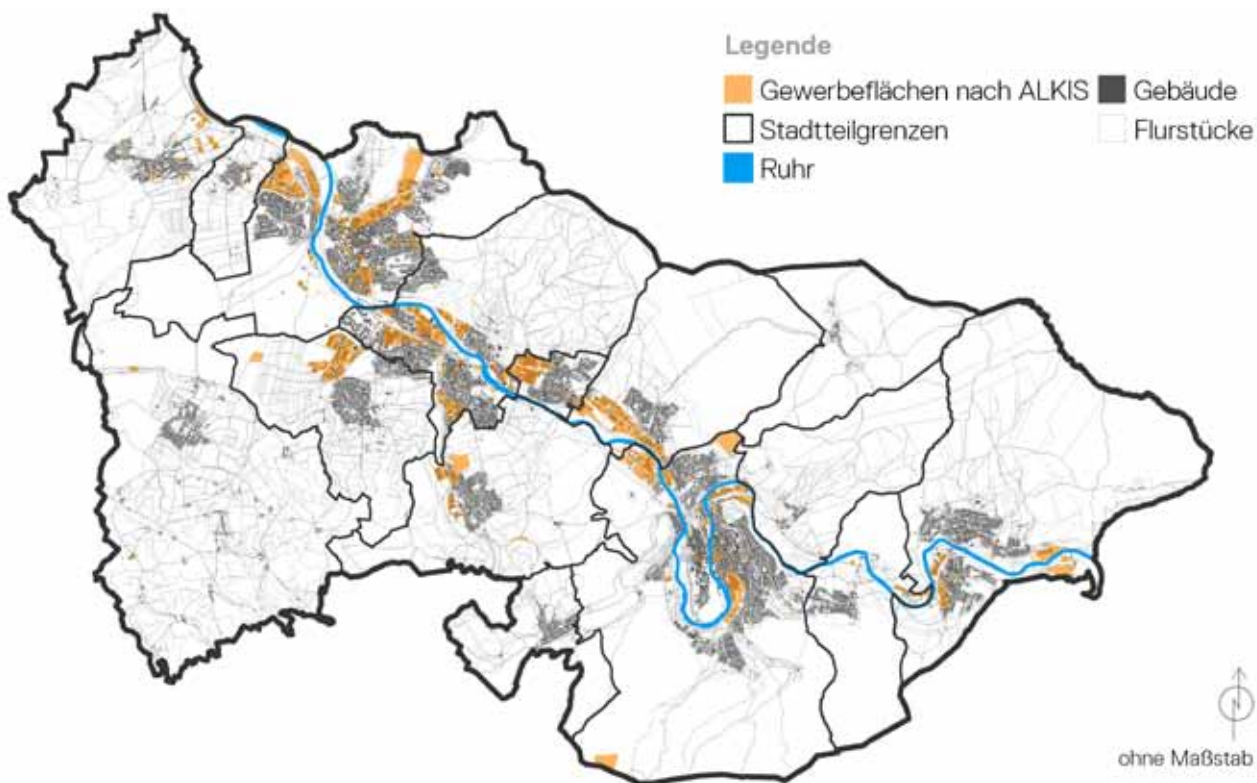 Legende
Gewerbeflächen nach ALKIS
Gebäude
Stadtteilgrenzen
Flurstücke
Ruhr
N
ohne Maßstab